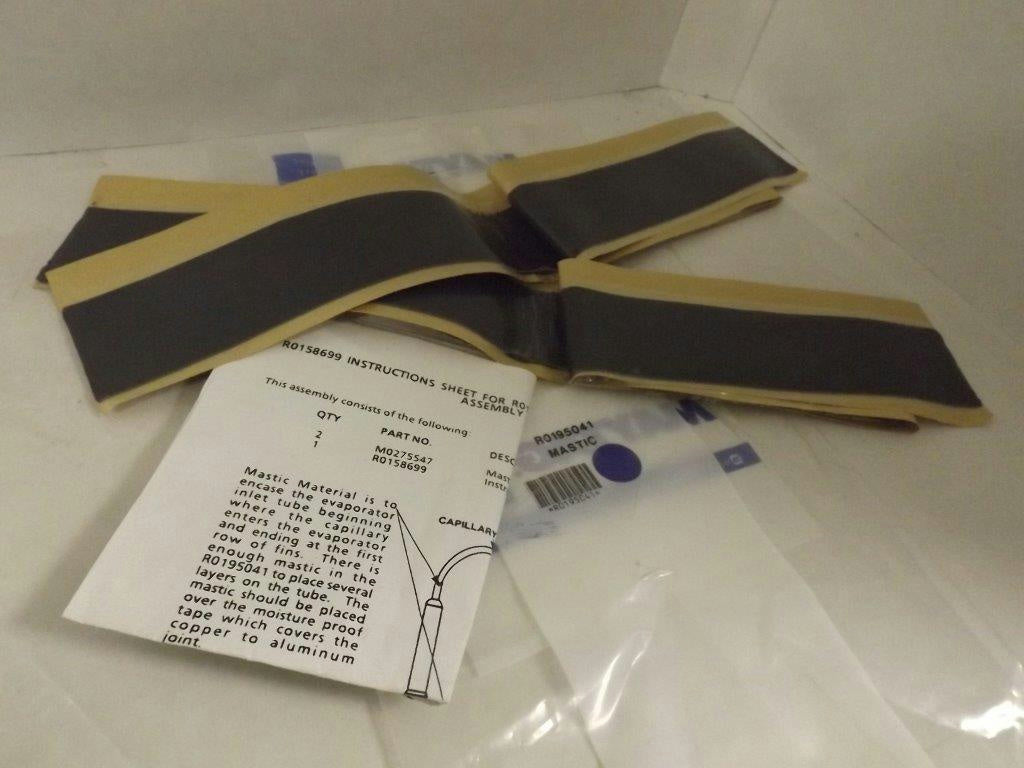 R0158699 INSTRUCTIONS SHEET FOR R0
ASSEMBLY
This assembly consists of the following:
QTY PART NO. DESC
2 M0275547 Mas
1 R0158699 Instr
Mastic Material is to
encase the evaporator
inlet tube beginning
where the capillary
enters the evaporator
and ending at the first
row of fins. There is
enough mastic in the
R0195041 to place several
layers on the tube. The
mastic should be placed
over the moisture proof
tape which covers the
copper to aluminum
joint.
CAPILLARY
R0195041
MASTIC
*R0195041*